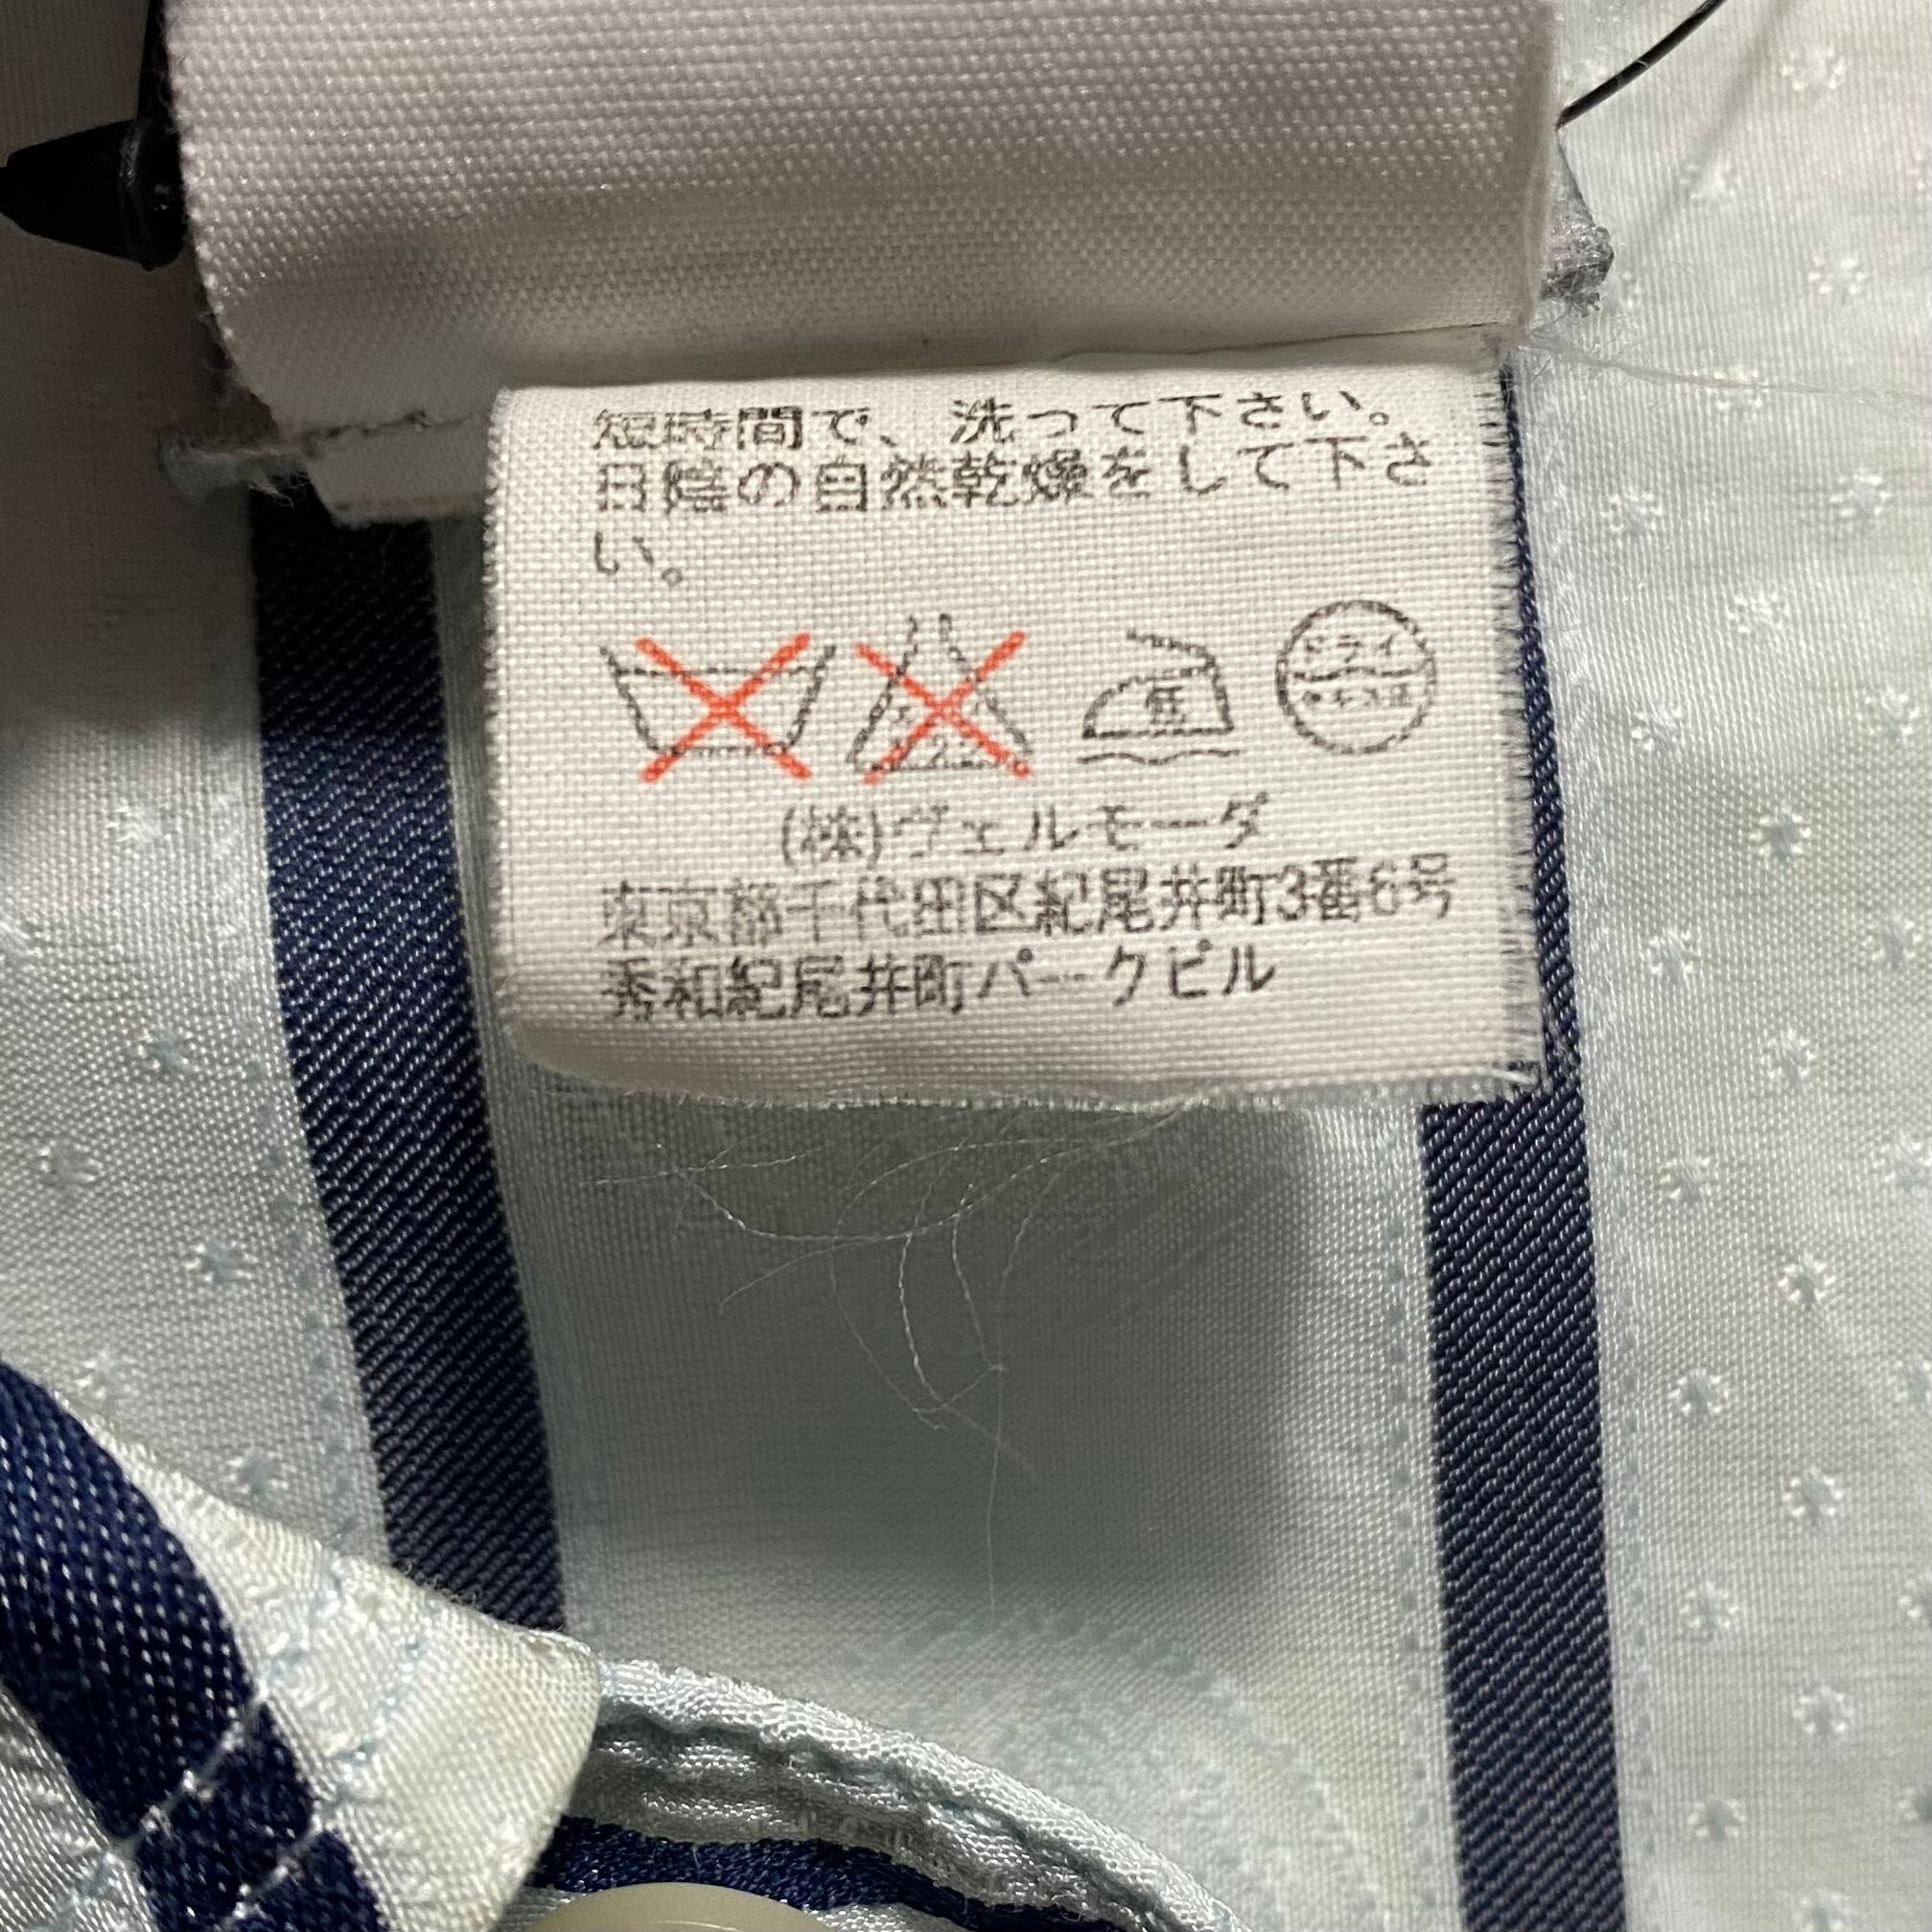 短時間で、洗って下さい。
日陰の自然乾燥をして下さ
い。
ドライ
(株)ヴェルモーダ
東京都千代田区紀尾井町3番6号
秀和紀尾井町パークビル